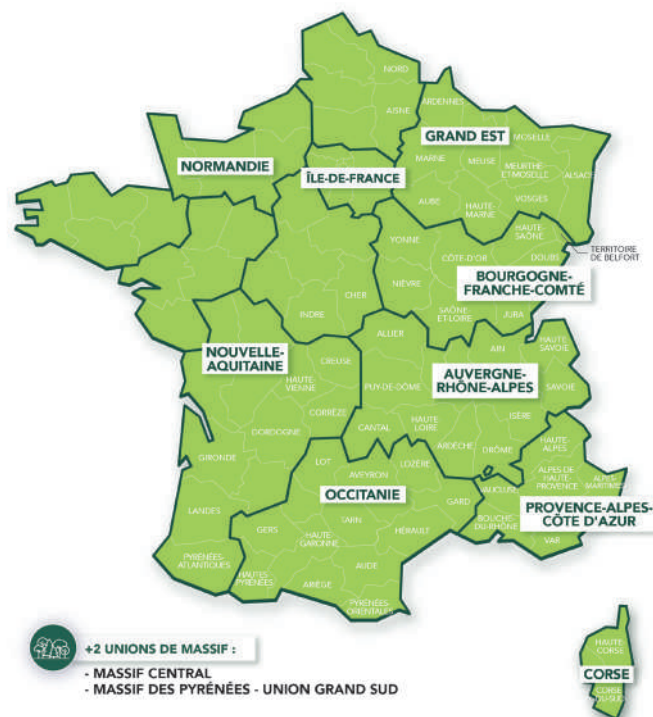 NORD
AISNE
ARDENNES
GRAND EST
MOSELLE
NORMANDIE
ÎLE-DE-FRANCE
MARNE
MEUSE
MEURTHE-
ET-MOSELLE
ALSACE
AUBE
HAUTE-
MARNE
VOSGES
YONNE
HAUTE-
SAÔNE
TERRITOIRE
DE BELFORT
CÔTE-D'OR
DOUBS
NIÈVRE
BOURGOGNE-
FRANCHE-COMTÉ
CHER
INDRE
SAÔNE-
ET-LOIRE
JURA
ALLIER
AIN
HAUTE
SAVOIE
NOUVELLE-
AQUITAINE
CREUSE
HAUTE-
VIENNE
AUVERGNE-
RHÔNE-ALPES
PUY-DE-DÔME
SAVOIE
CORRÈZE
ISÈRE
CANTAL
HAUTE
LOIRE
DORDOGNE
ARDÈCHE
DRÔME
HAUTE-
ALPES
GIRONDE
LOT
LOZÈRE
AVEYRON
OCCITANIE
ALPES DE
HAUTE-
PROVENCE
ALPES-
MARITIMES
VAUCLUSE
GARD
PROVENCE-ALPES-
CÔTE D'AZUR
LANDES
TARN
BOUCHE-
DU-RHÔNE
GERS
HAUTE-
GARONNE
HÉRAULT
VAR
PYRÉNÉES-
ATLANTIQUES
HAUTES-
PYRÉNÉES
AUDE
ARIÈGE
PYRÉNÉES-
ORIENTALES
+2 UNIONS DE MASSIF :
- MASSIF CENTRAL
- MASSIF DES PYRÉNÉES - UNION GRAND SUD
HAUTE-
CORSE
CORSE
CORSE-
DU-SUD